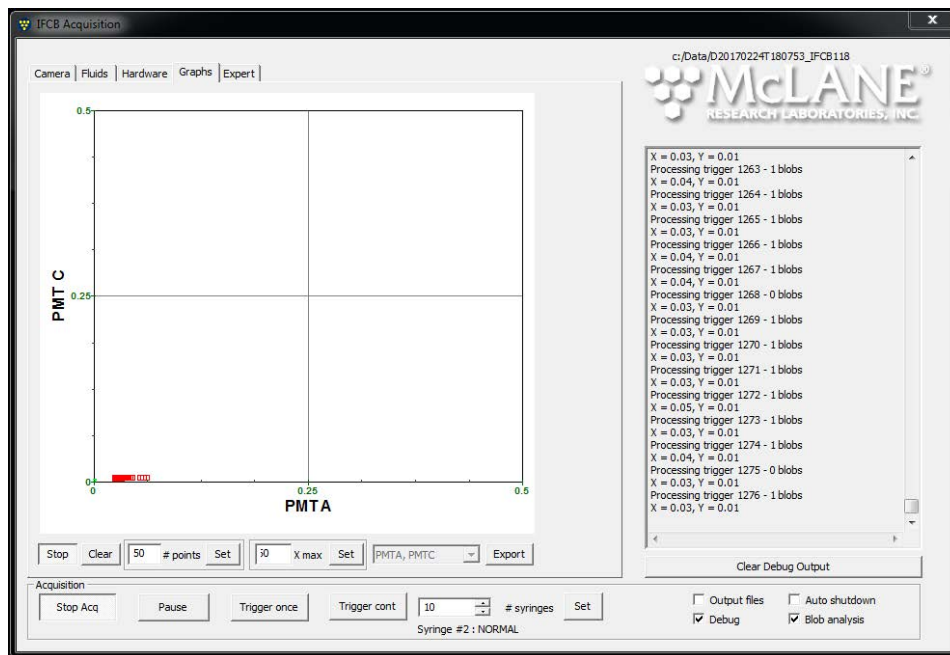 IFCB Acquisition
c:/Data/D20170224T180753_IFCB118
Camera Fluids Hardware Graphs Expert
McLANE®
RESEARCH LABORATORIES, INC.
0.5
PMT C
0.25
0
0 0.25 0.5
PMTA
X = 0.03, Y = 0.01
Processing trigger 1263 - 1 blobs
X = 0.04, Y = 0.01
Processing trigger 1264 - 1 blobs
X = 0.03, Y = 0.01
Processing trigger 1265 - 1 blobs
X = 0.03, Y = 0.01
Processing trigger 1266 - 1 blobs
X = 0.04, Y = 0.01
Processing trigger 1267 - 1 blobs
X = 0.04, Y = 0.01
Processing trigger 1268 - 0 blobs
X = 0.03, Y = 0.01
Processing trigger 1269 - 1 blobs
X = 0.03, Y = 0.01
Processing trigger 1270 - 1 blobs
X = 0.03, Y = 0.01
Processing trigger 1271 - 1 blobs
X = 0.03, Y = 0.01
Processing trigger 1272 - 1 blobs
X = 0.05, Y = 0.01
Processing trigger 1273 - 1 blobs
X = 0.03, Y = 0.01
Processing trigger 1274 - 1 blobs
X = 0.04, Y = 0.01
Processing trigger 1275 - 0 blobs
X = 0.03, Y = 0.01
Processing trigger 1276 - 1 blobs
X = 0.03, Y = 0.01
Stop Clear 50 # points Set X max Set PMTA, PMTC Export
Clear Debug Output
Acquisition
Stop Acq Pause Trigger once Trigger cont 10 # syringes Set
Syringe #2 : NORMAL
Output files Auto shutdown
Debug Blob analysis